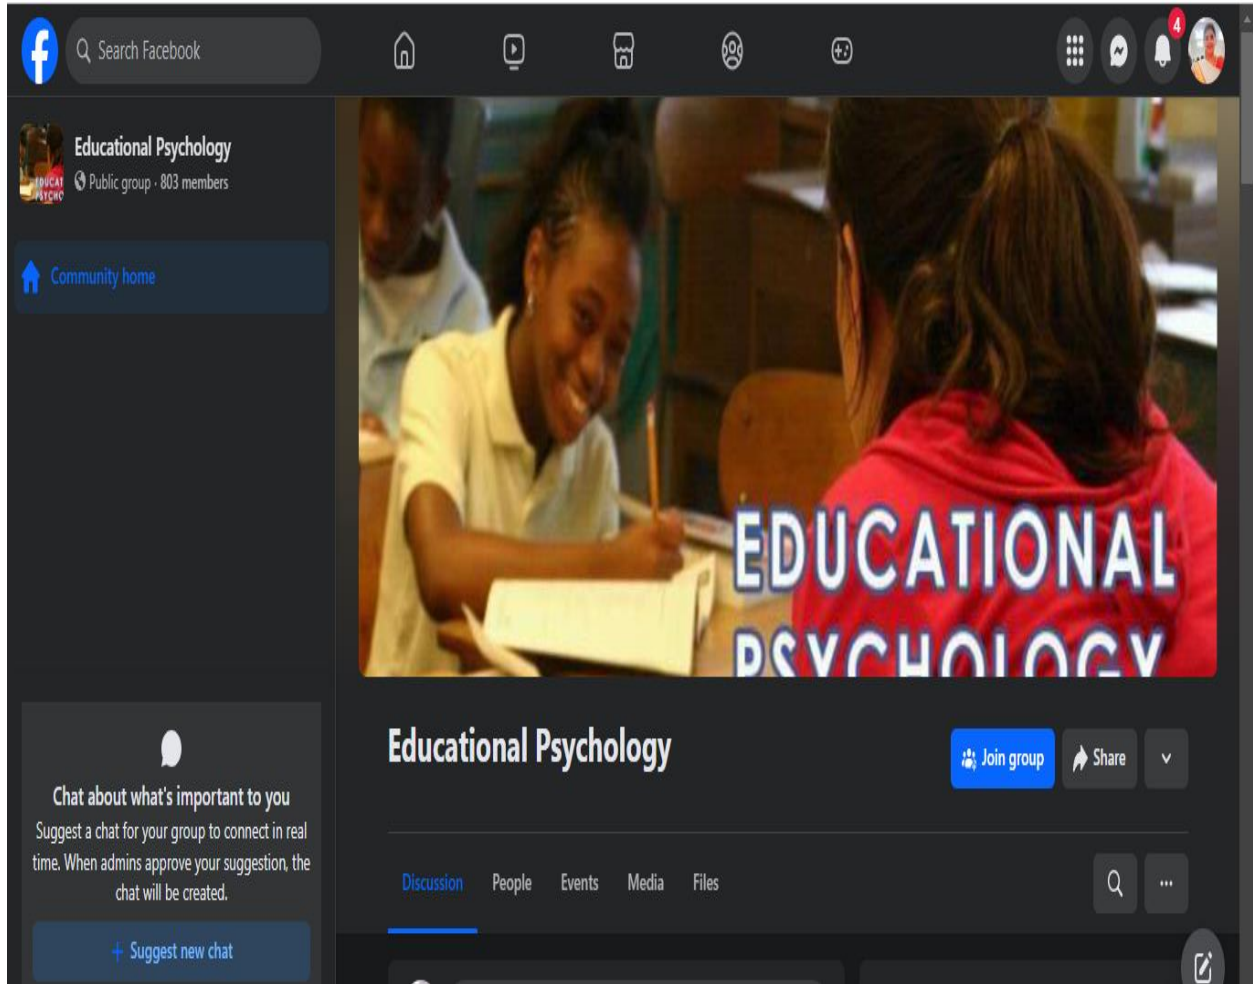 Search Facebook
4
Educational Psychology
Public group · 803 members
Community home
EDUCATIONAL
PSYCHOLOGY
Educational Psychology
Join group
Share
Chat about what's important to you
Suggest a chat for your group to connect in real
time. When admins approve your suggestion, the
chat will be created.
+ Suggest new chat
Discussion People Events Media Files